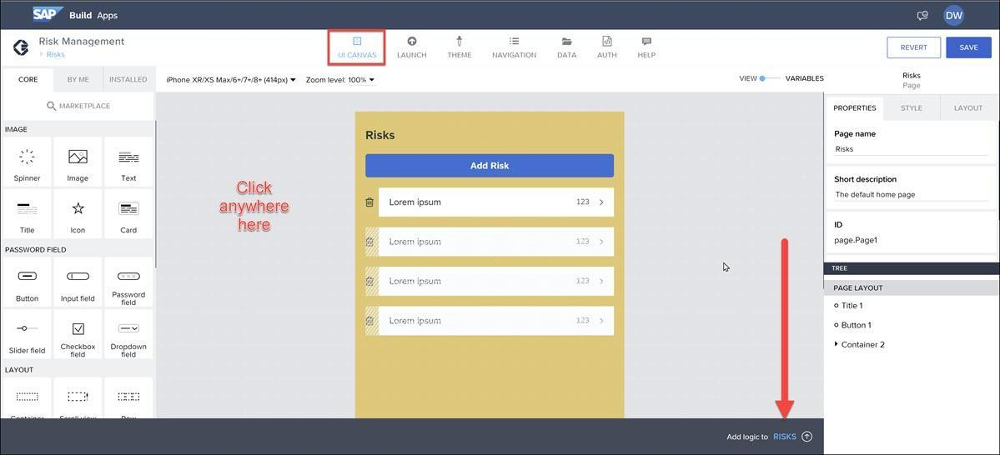 SAP Build Apps
DW
Risk Management
Risks
UI CANVAS
LAUNCH
THEME
NAVIGATION
DATA
AUTH
HELP
REVERT
SAVE
CORE
BY ME
INSTALLED
iPhone XR/XS Max/6+/7+/8+ (414px)
Zoom level: 100%
VIEW
VARIABLES
Risks
Page
MARKETPLACE
PROPERTIES
STYLE
LAYOUT
IMAGE
Spinner
Image
Text
Title
Icon
Card
PASSWORD FIELD
Button
Input field
Password
field
Slider field
Checkbox
field
Dropdown
field
LAYOUT
Container
Scroll view
Row
Click
anywhere
here
Risks
Add Risk
Lorem ipsum 123
Lorem ipsum 123
Lorem ipsum 123
Lorem ipsum 123
Page name
Risks
Short description
The default home page
ID
page.Page1
TREE
PAGE LAYOUT
Title 1
Button 1
Container 2
Add logic to RISKS